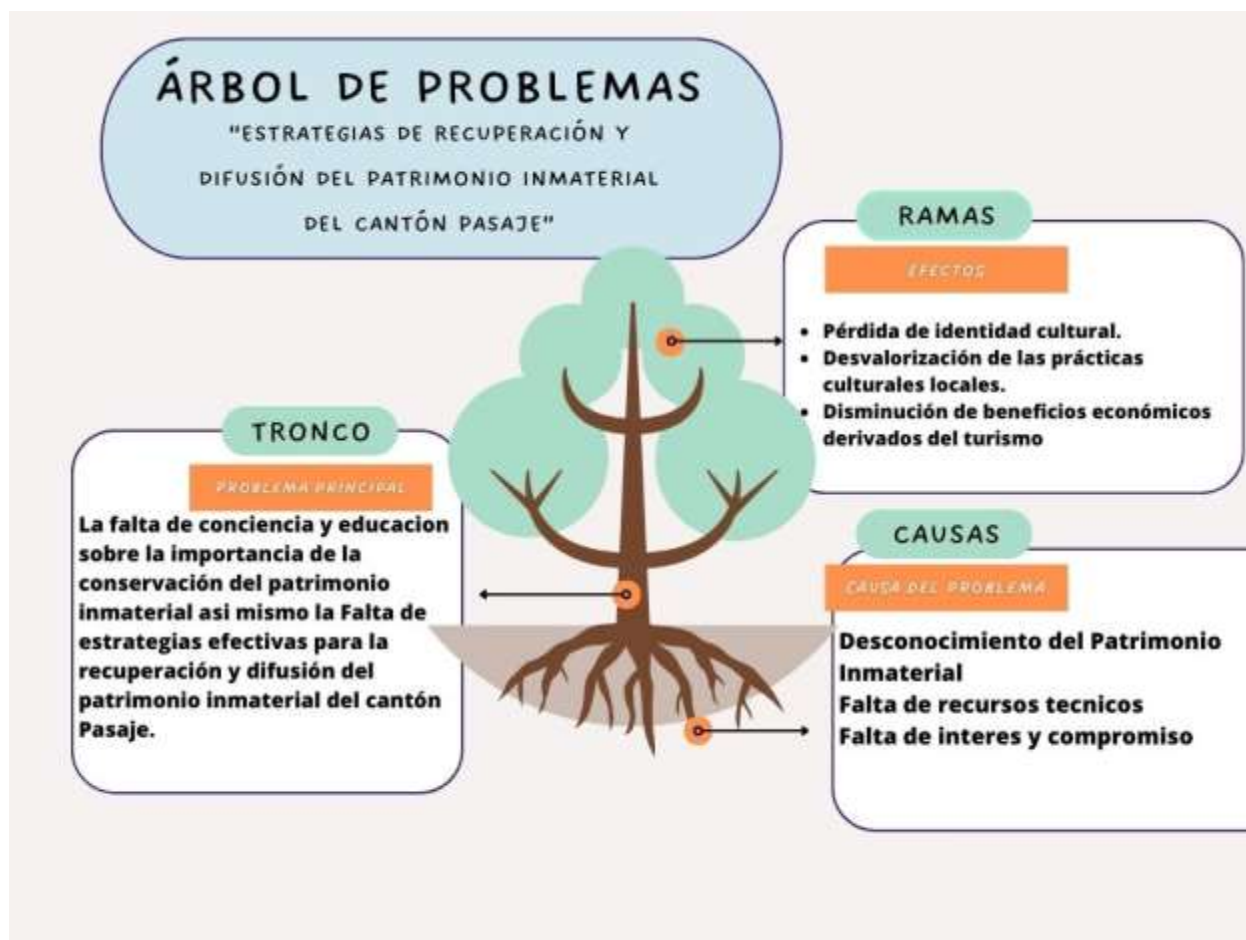 ÁRBOL DE PROBLEMAS
"ESTRATEGIAS DE RECUPERACIÓN Y
DIFUSIÓN DEL PATRIMONIO INMATERIAL
DEL CANTÓN PASAJE"
RAMAS
EFECTOS
• Pérdida de identidad cultural.
• Desvalorización de las prácticas
culturales locales.
• Disminución de beneficios económicos
derivados del turismo
TRONCO
PROBLEMA PRINCIPAL
La falta de conciencia y educacion
sobre la importancia de la
conservación del patrimonio
inmaterial asi mismo la Falta de
estrategias efectivas para la
recuperación y difusión del
patrimonio inmaterial del cantón
Pasaje.
CAUSAS
CAUSA DEL PROBLEMA
Desconocimiento del Patrimonio
Inmaterial
Falta de recursos tecnicos
Falta de interes y compromiso